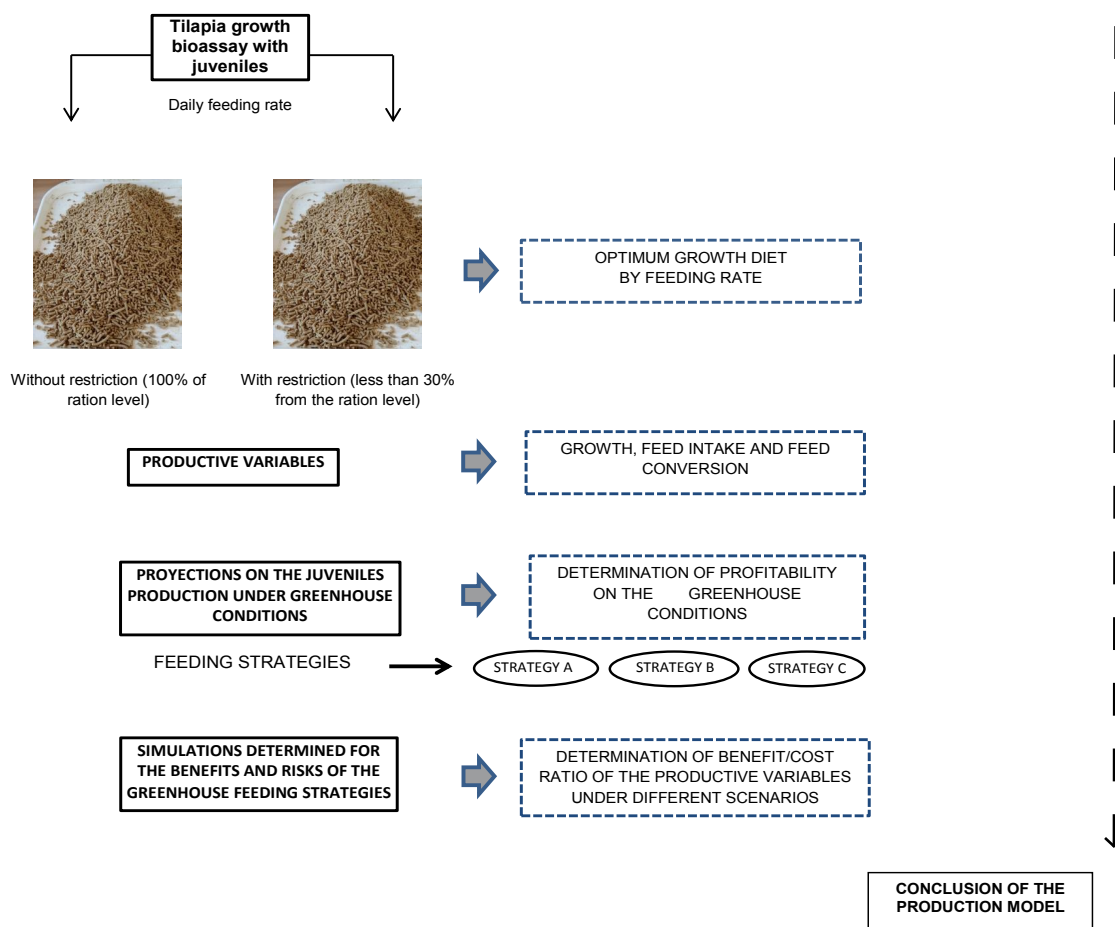 Tilapia growth
bioassay with
juveniles
Daily feeding rate
OPTIMUM GROWTH DIET
BY FEEDING RATE
Without restriction (100% of
ration level)
With restriction (less than 30%
from the ration level)
PRODUCTIVE VARIABLES
GROWTH, FEED INTAKE AND FEED
CONVERSION
PROYECTIONS ON THE JUVENILES
PRODUCTION UNDER GREENHOUSE
CONDITIONS
DETERMINATION OF PROFITABILITY
ON THE GREENHOUSE
CONDITIONS
FEEDING STRATEGIES
STRATEGY A
STRATEGY B
STRATEGY C
SIMULATIONS DETERMINED FOR
THE BENEFITS AND RISKS OF THE
GREENHOUSE FEEDING STRATEGIES
DETERMINATION OF BENEFIT/COST
RATIO OF THE PRODUCTIVE VARIABLES
UNDER DIFFERENT SCENARIOS
CONCLUSION OF THE
PRODUCTION MODEL